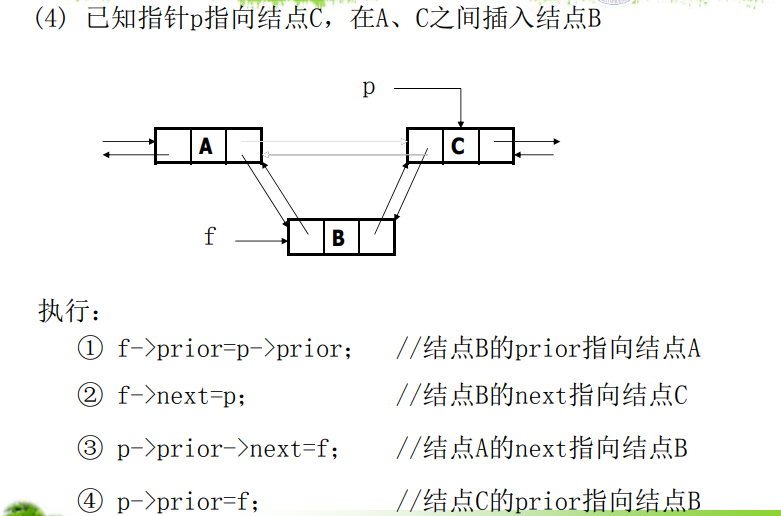 (4) 已知指针p指向结点C，在A、C之间插入结点B
p
A
C
f
B
执行：
① f->prior=p->prior; //结点B的prior指向结点A
② f->next=p; //结点B的next指向结点C
③ p->prior->next=f; //结点A的next指向结点B
④ p->prior=f; //结点C的prior指向结点B